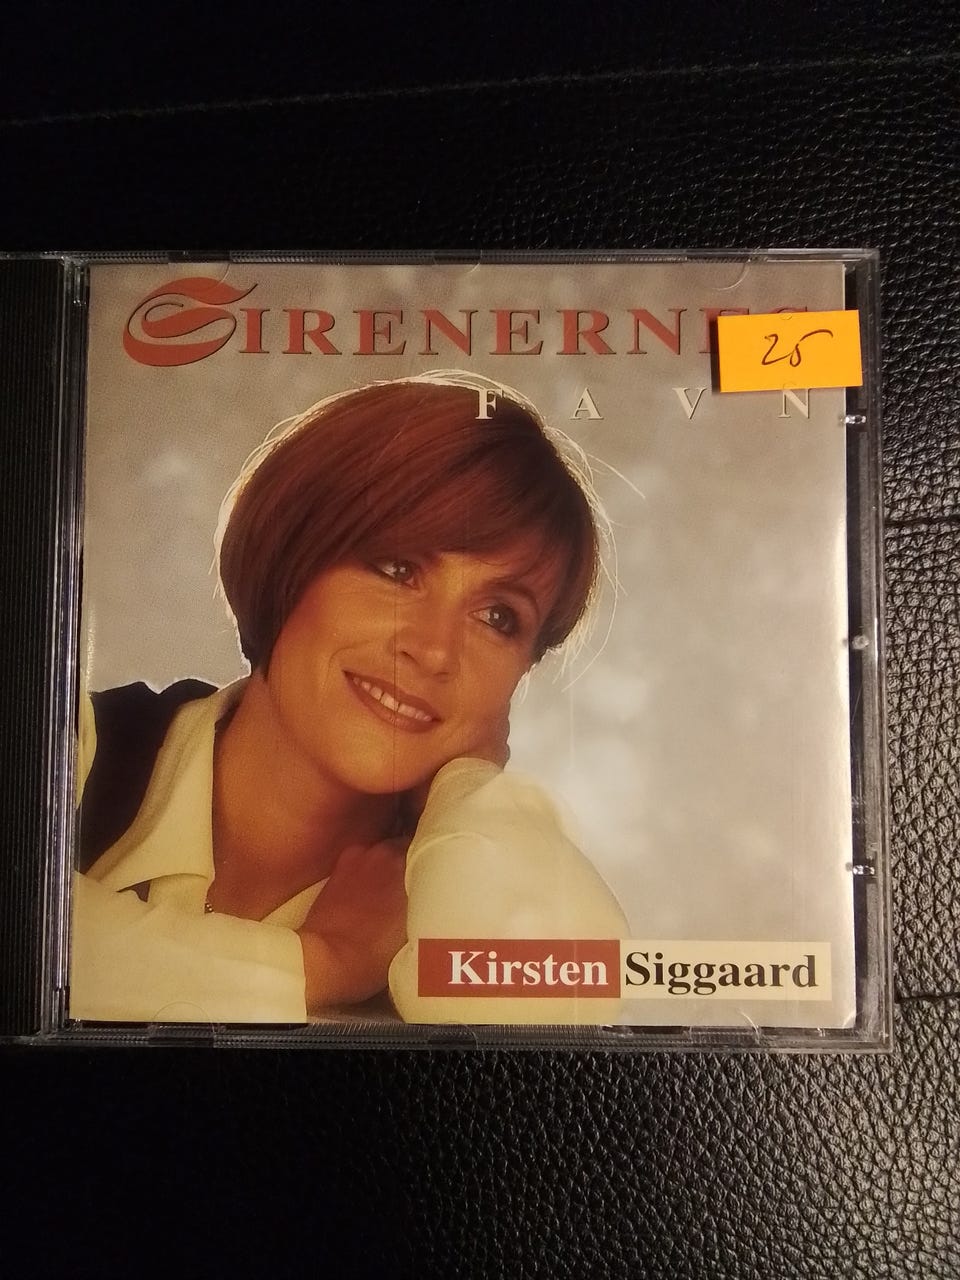 SIRENERNES
25
FAVN
Kirsten Siggaard